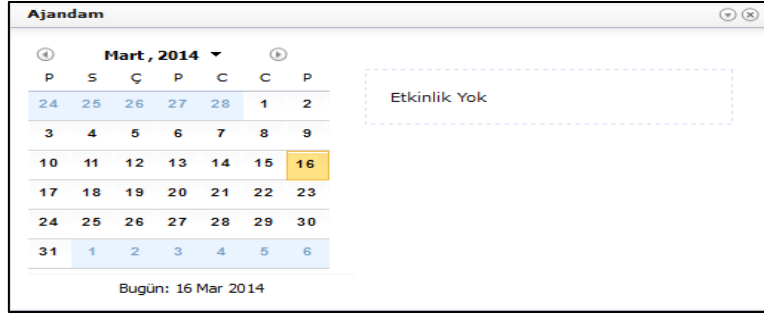 Ajandam
Mart , 2014
P S Ç P C C P
24 25 26 27 28 1 2
3 4 5 6 7 8 9
10 11 12 13 14 15 16
17 18 19 20 21 22 23
24 25 26 27 28 29 30
31 1 2 3 4 5 6
Bugün: 16 Mar 2014
Etkinlik Yok